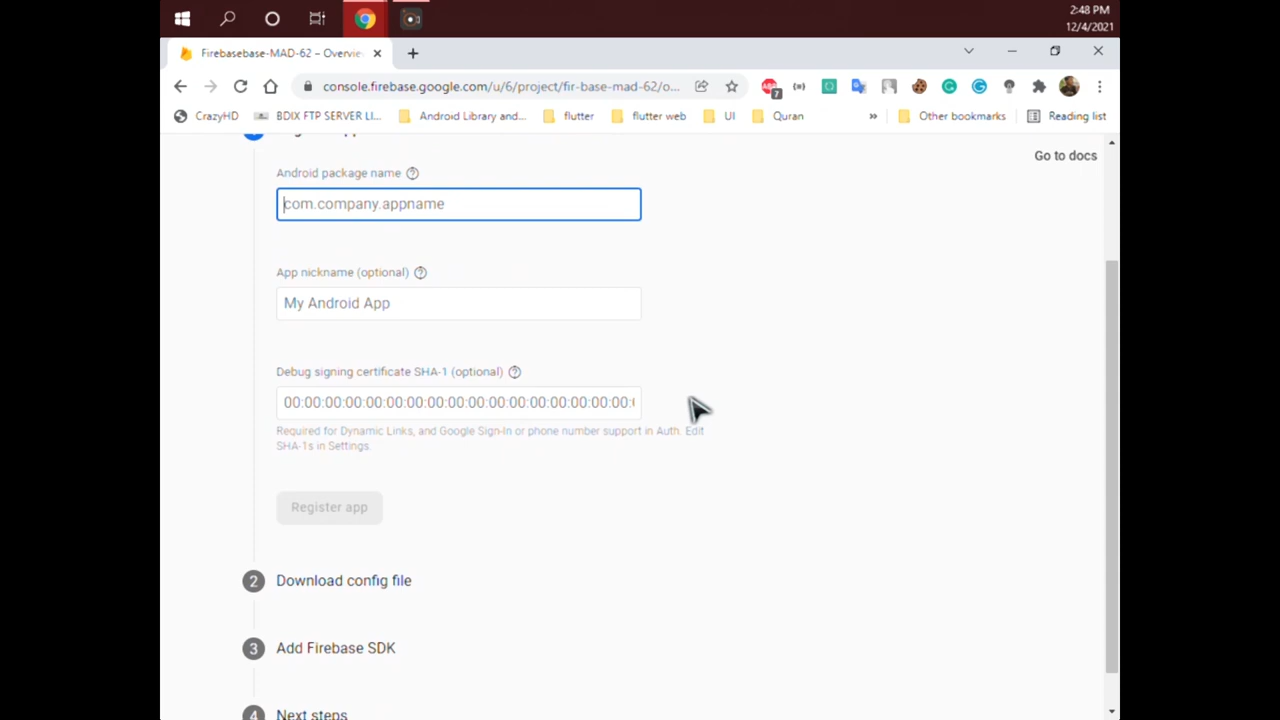 2:48 PM
12/4/2021
Firebasebase-MAD-62 – Overvie
console.firebase.google.com/u/6/project/fir-base-mad-62/o...
7
CrazyHD
BDIX FTP SERVER LI...
Android Library and...
flutter
flutter web
UI
Quran
»
Other bookmarks
Reading list
Go to docs
Android package name
com.company.appname
App nickname (optional)
My Android App
Debug signing certificate SHA-1 (optional)
00:00:00:00:00:00:00:00:00:00:00:00:00:00:00:00:00:
Required for Dynamic Links, and Google Sign-In or phone number support in Auth. Edit
SHA-1s in Settings.
Register app
2 Download config file
3 Add Firebase SDK
4 Next steps